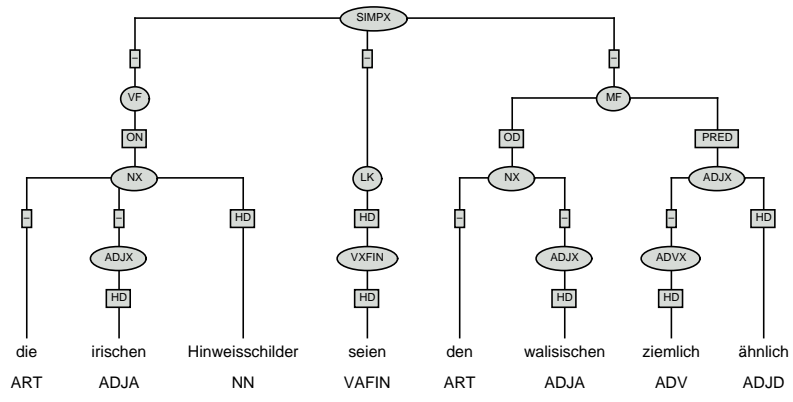 SIMPX
– – –
VF MF
ON OD PRED
NX LK NX ADJX
– – HD HD – – – HD
ADJX VXFIN ADJX ADVX
HD HD HD HD
die irischen Hinweisschilder seien den walisischen ziemlich ähnlich
ART ADJA NN VAFIN ART ADJA ADV ADJD